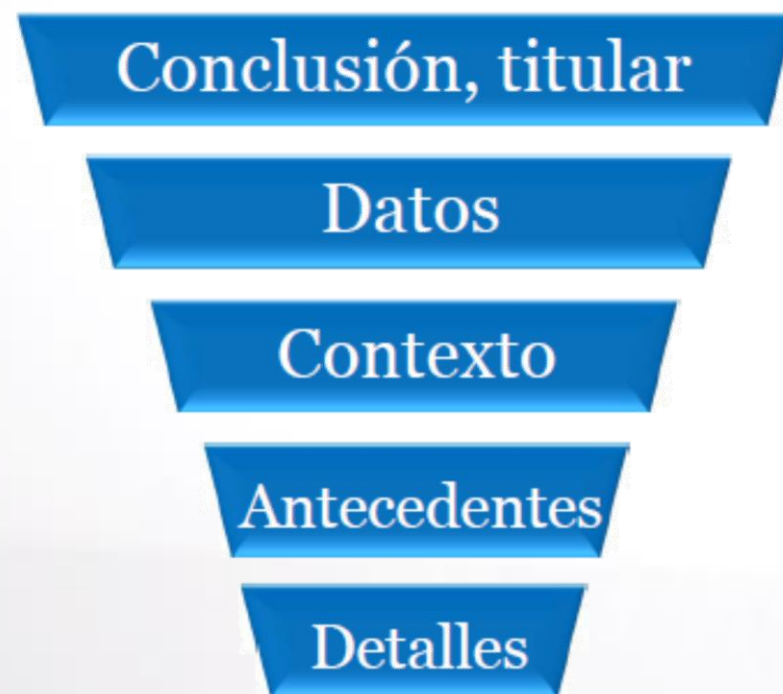 Conclusión, titular
Datos
Contexto
Antecedentes
Detalles